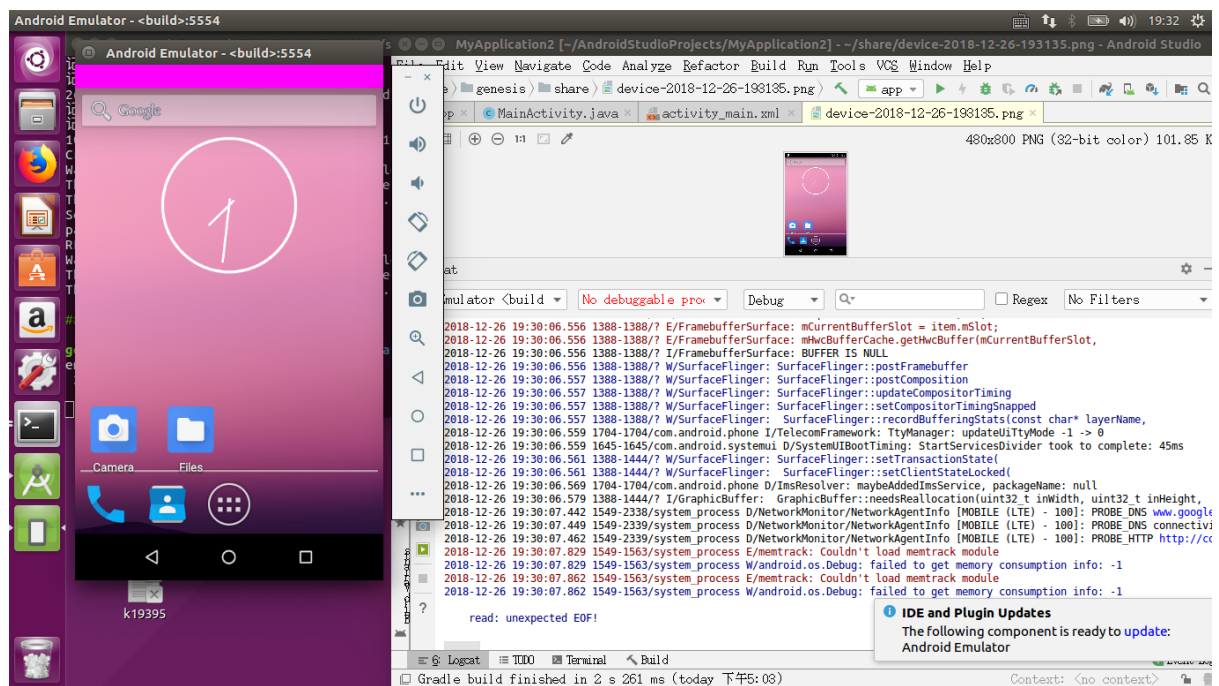 Android Emulator - <build>:5554
19:32
Android Emulator - <build>:5554
MyApplication2 [~/AndroidStudioProjects/MyApplication2] - ~/share/device-2018-12-26-193135.png - Android Studio
Edit View Navigate Code Analyze Refactor Build Run Tools VCS Window Help
genesis
share
device-2018-12-26-193135.png
app
MainActivity.java
activity_main.xml
device-2018-12-26-193135.png
1:1
480x800 PNG (32-bit color) 101.85 K
Google
Camera
Files
k19395
No debuggable proc
Debug
Regex
No Filters
2018-12-26 19:30:06.556 1388-1388/? E/FramebufferSurface: mCurrentBufferSlot = item.mSlot;
2018-12-26 19:30:06.556 1388-1388/? E/FramebufferSurface: mHwcBufferCache.getHwcBuffer(mCurrentBufferSlot,
2018-12-26 19:30:06.556 1388-1388/? I/FramebufferSurface: BUFFER IS NULL
2018-12-26 19:30:06.556 1388-1388/? W/SurfaceFlinger: SurfaceFlinger::postFramebuffer
2018-12-26 19:30:06.557 1388-1388/? W/SurfaceFlinger: SurfaceFlinger::postComposition
2018-12-26 19:30:06.557 1388-1388/? W/SurfaceFlinger: SurfaceFlinger::updateCompositorTiming
2018-12-26 19:30:06.557 1388-1388/? W/SurfaceFlinger: SurfaceFlinger::setCompositorTimingSnapped
2018-12-26 19:30:06.557 1388-1388/? W/SurfaceFlinger: SurfaceFlinger::recordBufferingStats(const char* layerName,
2018-12-26 19:30:06.559 1704-1704/com.android.phone I/TelecomFramework: TtyManager: updateUiTtyMode -1 -> 0
2018-12-26 19:30:06.559 1645-1645/com.android.systemui D/SystemUIBootTiming: StartServicesDivider took to complete: 45ms
2018-12-26 19:30:06.561 1388-1444/? W/SurfaceFlinger: SurfaceFlinger::setTransactionState(
2018-12-26 19:30:06.561 1388-1444/? W/SurfaceFlinger: SurfaceFlinger::setClientStateLocked(
2018-12-26 19:30:06.569 1704-1704/com.android.phone D/ImsResolver: maybeAddedImsService, packageName: null
2018-12-26 19:30:06.579 1388-1444/? I/GraphicBuffer: GraphicBuffer::needsReallocation(uint32_t inWidth, uint32_t inHeight,
2018-12-26 19:30:07.442 1549-2338/system_process D/NetworkMonitor/NetworkAgentInfo [MOBILE (LTE) - 100]: PROBE_DNS www.google
2018-12-26 19:30:07.449 1549-2339/system_process D/NetworkMonitor/NetworkAgentInfo [MOBILE (LTE) - 100]: PROBE_DNS connectivi
2018-12-26 19:30:07.462 1549-2339/system_process D/NetworkMonitor/NetworkAgentInfo [MOBILE (LTE) - 100]: PROBE_HTTP http://co
2018-12-26 19:30:07.829 1549-1563/system_process E/memtrack: Couldn't load memtrack module
2018-12-26 19:30:07.829 1549-1563/system_process W/android.os.Debug: failed to get memory consumption info: -1
2018-12-26 19:30:07.862 1549-1563/system_process E/memtrack: Couldn't load memtrack module
2018-12-26 19:30:07.862 1549-1563/system_process W/android.os.Debug: failed to get memory consumption info: -1
read: unexpected EOF!
IDE and Plugin Updates
The following component is ready to update:
Android Emulator
6: Logcat
TODO
Terminal
Build
Gradle build finished in 2 s 261 ms (today 下午5:03)
Context: <no context>